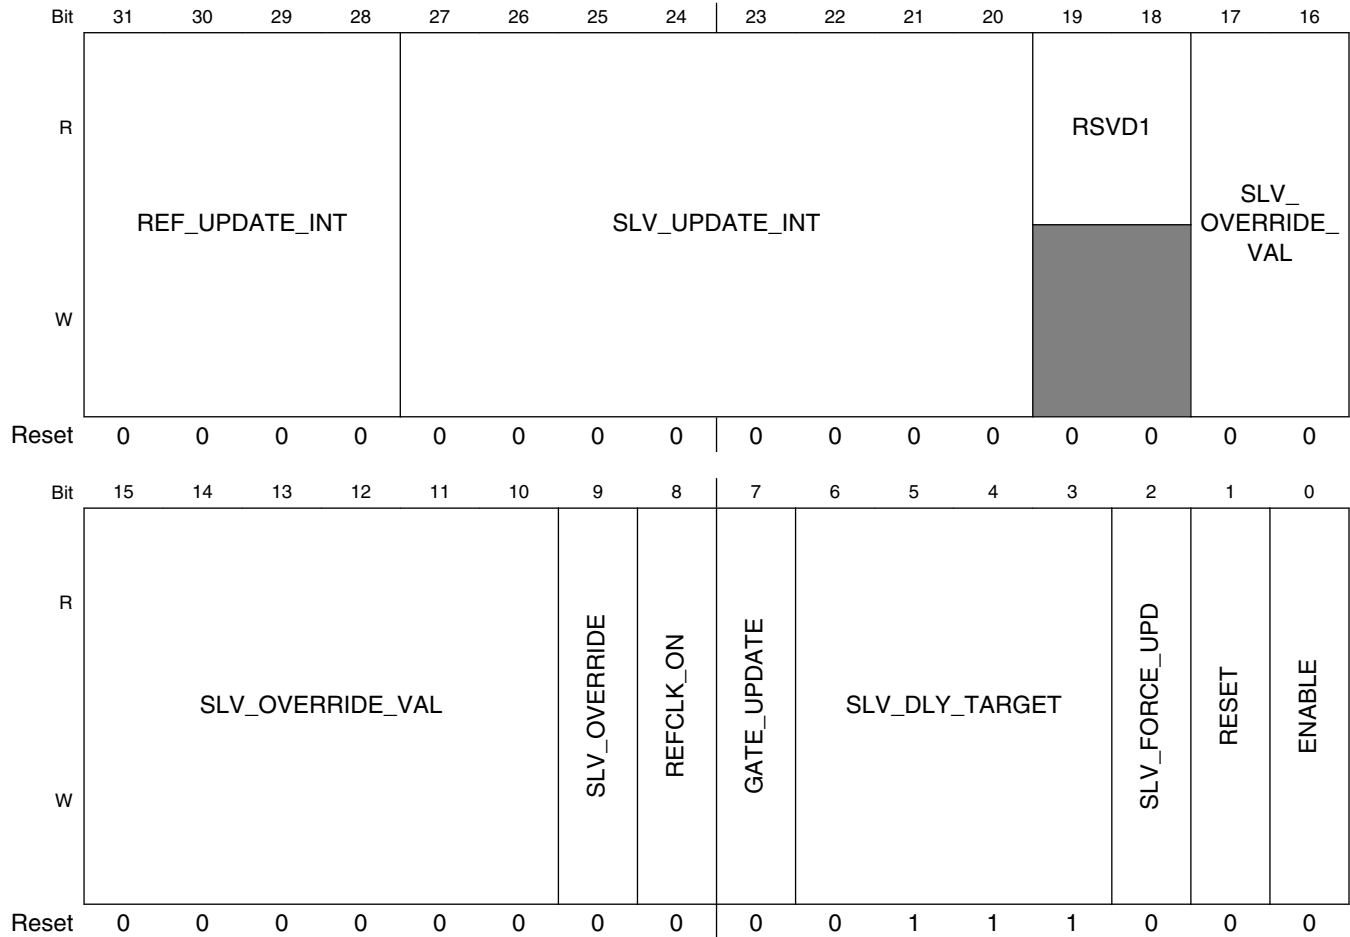 Bit 31 30 29 28 27 26 25 24 23 22 21 20 19 18 17 16
R
W
REF_UPDATE_INT
SLV_UPDATE_INT
RSVD1
SLV_
OVERRIDE_
VAL
Reset 0 0 0 0 0 0 0 0 0 0 0 0 0 0 0 0
Bit 15 14 13 12 11 10 9 8 7 6 5 4 3 2 1 0
R
W
SLV_OVERRIDE_VAL
SLV_OVERRIDE
REFCLK_ON
GATE_UPDATE
SLV_DLY_TARGET
SLV_FORCE_UPD
RESET
ENABLE
Reset 0 0 0 0 0 0 0 0 0 0 1 1 1 0 0 0